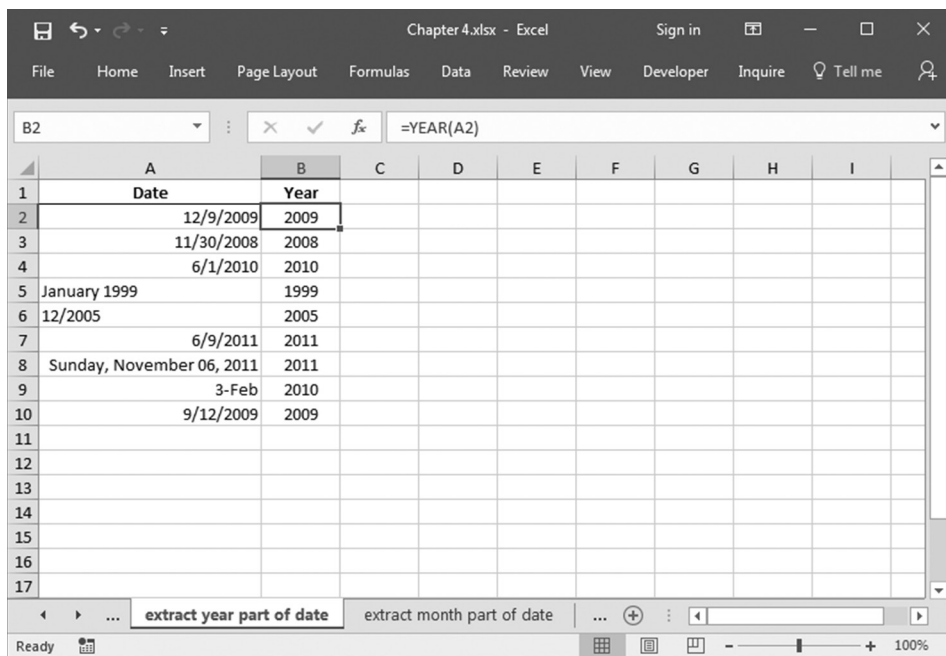 Chapter 4.xlsx - Excel Sign in
File Home Insert Page Layout Formulas Data Review View Developer Inquire Tell me
B2 fx =YEAR(A2)
A B C D E F G H I
1 Date Year
2 12/9/2009 2009
3 11/30/2008 2008
4 6/1/2010 2010
5 January 1999 1999
6 12/2005 2005
7 6/9/2011 2011
8 Sunday, November 06, 2011 2011
9 3-Feb 2010
10 9/12/2009 2009
11
12
13
14
15
16
17
... extract year part of date extract month part of date ...
Ready 100%